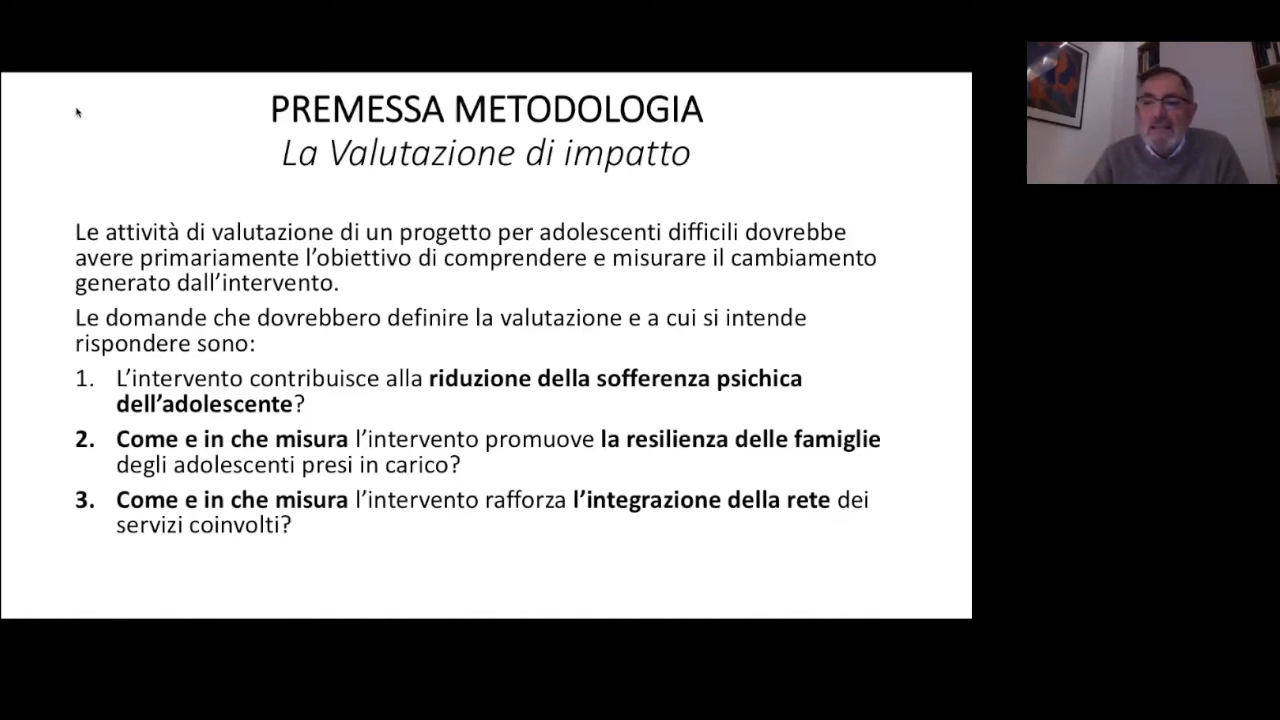 PREMESSA METODOLOGIA
La Valutazione di impatto
Le attività di valutazione di un progetto per adolescenti difficili dovrebbe
avere primariamente l’obiettivo di comprendere e misurare il cambiamento
generato dall’intervento.
Le domande che dovrebbero definire la valutazione e a cui si intende
rispondere sono:
1. L’intervento contribuisce alla riduzione della sofferenza psichica
dell’adolescente?
2. Come e in che misura l’intervento promuove la resilienza delle famiglie
degli adolescenti presi in carico?
3. Come e in che misura l’intervento rafforza l’integrazione della rete dei
servizi coinvolti?